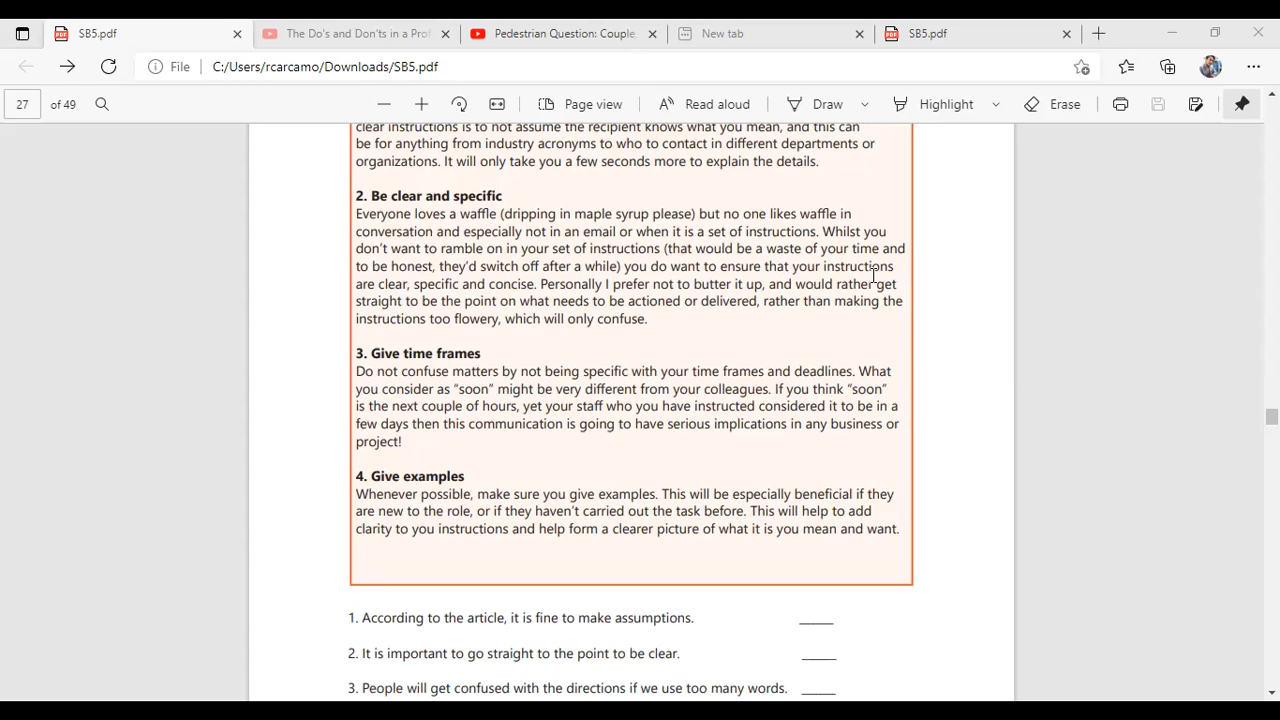 SB5.pdf
The Do's and Don'ts in a Prof
Pedestrian Question: Couple
New tab
SB5.pdf
File C:/Users/rcarcamo/Downloads/SB5.pdf
27 of 49 Page view Read aloud Draw Highlight Erase
clear instructions is to not assume the recipient knows what you mean, and this can
be for anything from industry acronyms to who to contact in different departments or
organizations. It will only take you a few seconds more to explain the details.
2. Be clear and specific
Everyone loves a waffle (dripping in maple syrup please) but no one likes waffle in
conversation and especially not in an email or when it is a set of instructions. Whilst you
don't want to ramble on in your set of instructions (that would be a waste of your time and
to be honest, they'd switch off after a while) you do want to ensure that your instructions
are clear, specific and concise. Personally I prefer not to butter it up, and would rather get
straight to be the point on what needs to be actioned or delivered, rather than making the
instructions too flowery, which will only confuse.
3. Give time frames
Do not confuse matters by not being specific with your time frames and deadlines. What
you consider as “soon” might be very different from your colleagues. If you think “soon”
is the next couple of hours, yet your staff who you have instructed considered it to be in a
few days then this communication is going to have serious implications in any business or
project!
4. Give examples
Whenever possible, make sure you give examples. This will be especially beneficial if they
are new to the role, or if they haven't carried out the task before. This will help to add
clarity to you instructions and help form a clearer picture of what it is you mean and want.
1. According to the article, it is fine to make assumptions. _____
2. It is important to go straight to the point to be clear. _____
3. People will get confused with the directions if we use too many words. _____